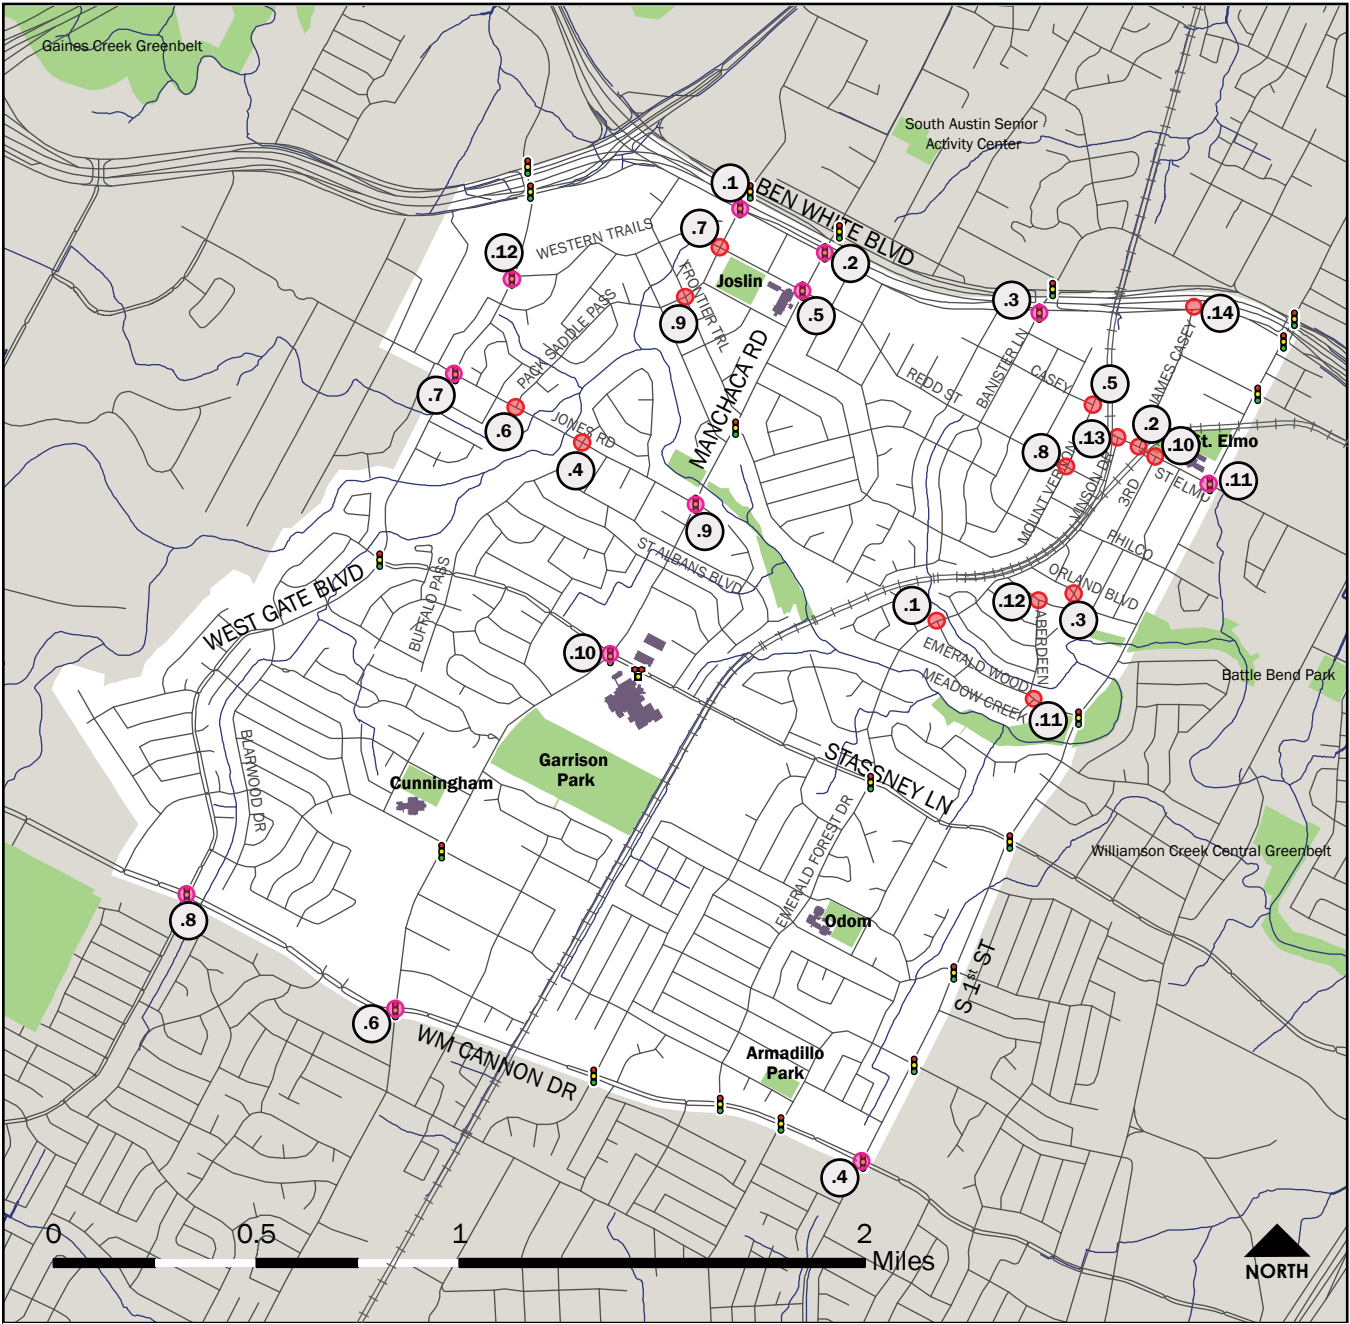 Gaines Creek Greenbelt
South Austin Senior
Activity Center
.1
BEN WHITE BLVD
.7
WESTERN TRAILS
.12
.2
Joslin
FRONTIER TRL
.3
.14
.5
.9
PACK SADDLE PASS
MANCHACA RD
BANISTER LN
JAMES CASEY
REDD ST
CASEY
.5
.7
.6
JONES RD
.2
.13
.10
St. Elmo
.8
.4
MOUNT VERNON
VINSON DR
3RD
ST ELMO
.11
.9
ST ALBANS BLVD
PHILCO
ORLAND BLVD
WEST GATE BLVD
BUFFALO PASS
.1
.12
.3
ABERDEEN
.10
EMERALD WOOD
MEADOW CREEK
Battle Bend Park
.11
BLARWOOD DR
Garrison
Park
Cunningham
STASSNEY LN
EMERALD FOREST DR
Williamson Creek Central Greenbelt
.8
Odom
S 1st ST
.6
WM CANNON DR
Armadillo
Park
.4
0
0.5
1
2
Miles
NORTH